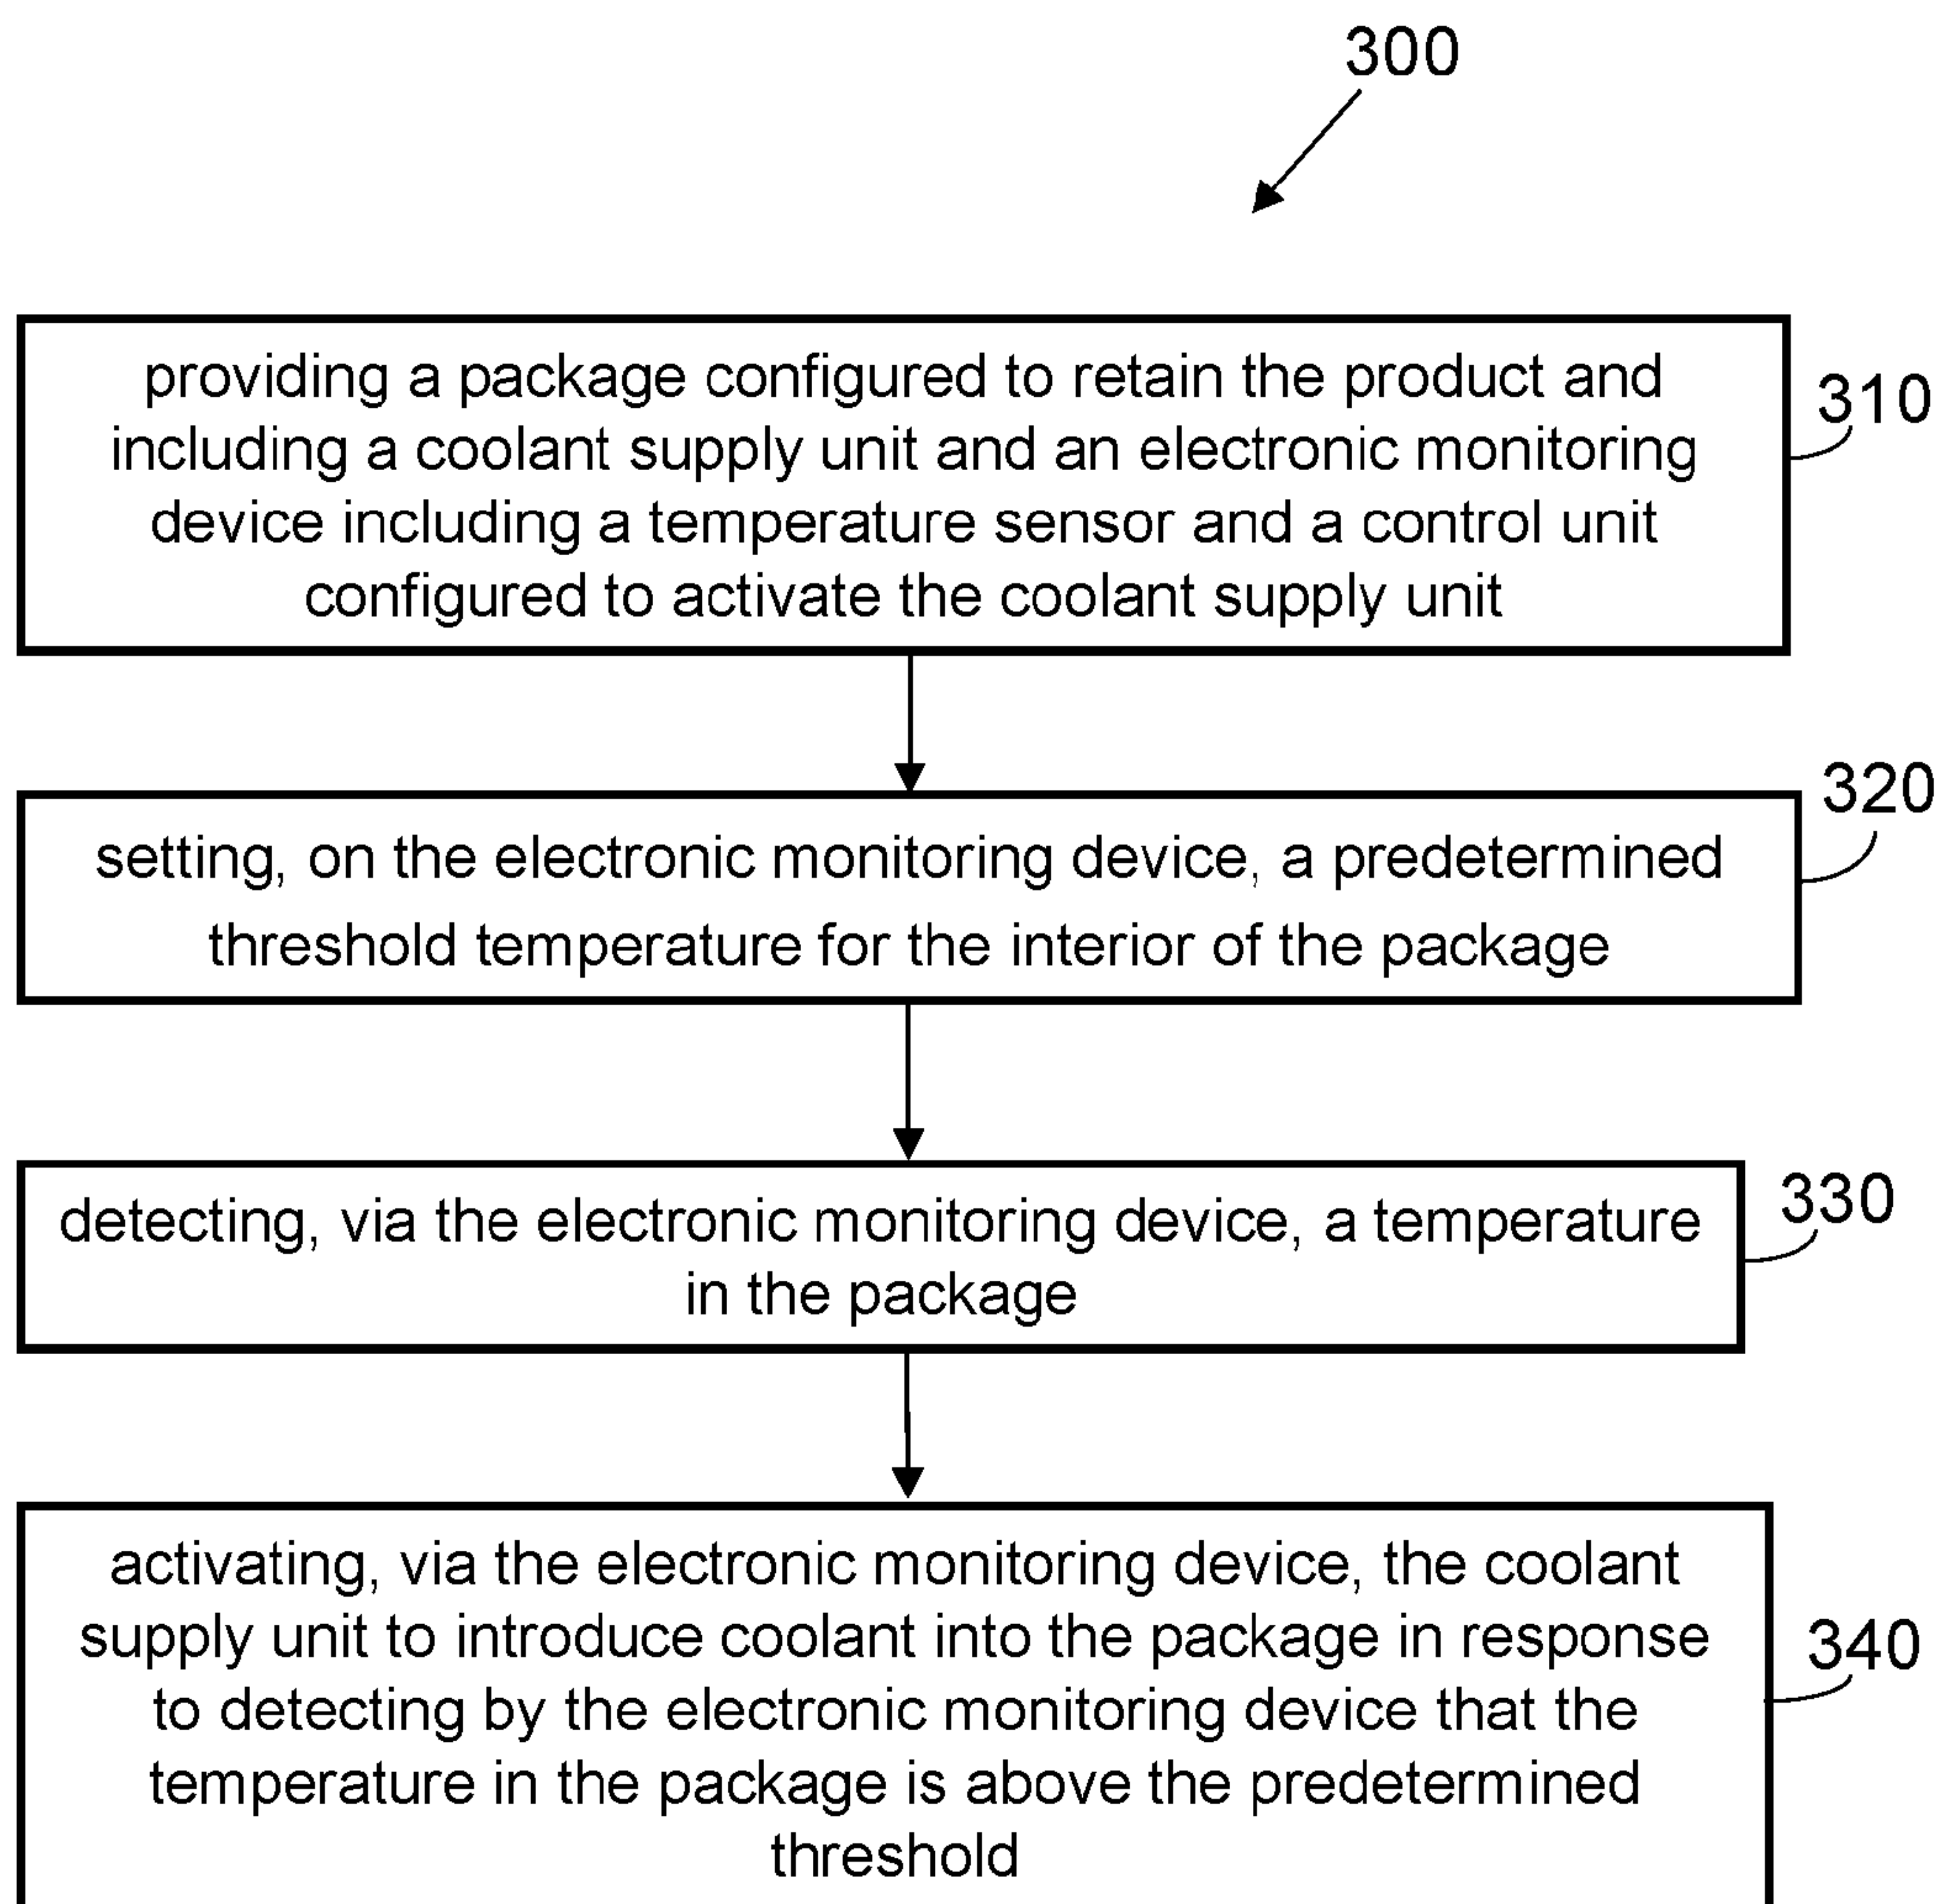 300
providing a package configured to retain the product and
including a coolant supply unit and an electronic monitoring
device including a temperature sensor and a control unit
configured to activate the coolant supply unit
310
setting, on the electronic monitoring device, a predetermined
threshold temperature for the interior of the package
320
detecting, via the electronic monitoring device, a temperature
in the package
330
activating, via the electronic monitoring device, the coolant
supply unit to introduce coolant into the package in response
to detecting by the electronic monitoring device that the
temperature in the package is above the predetermined
threshold
340